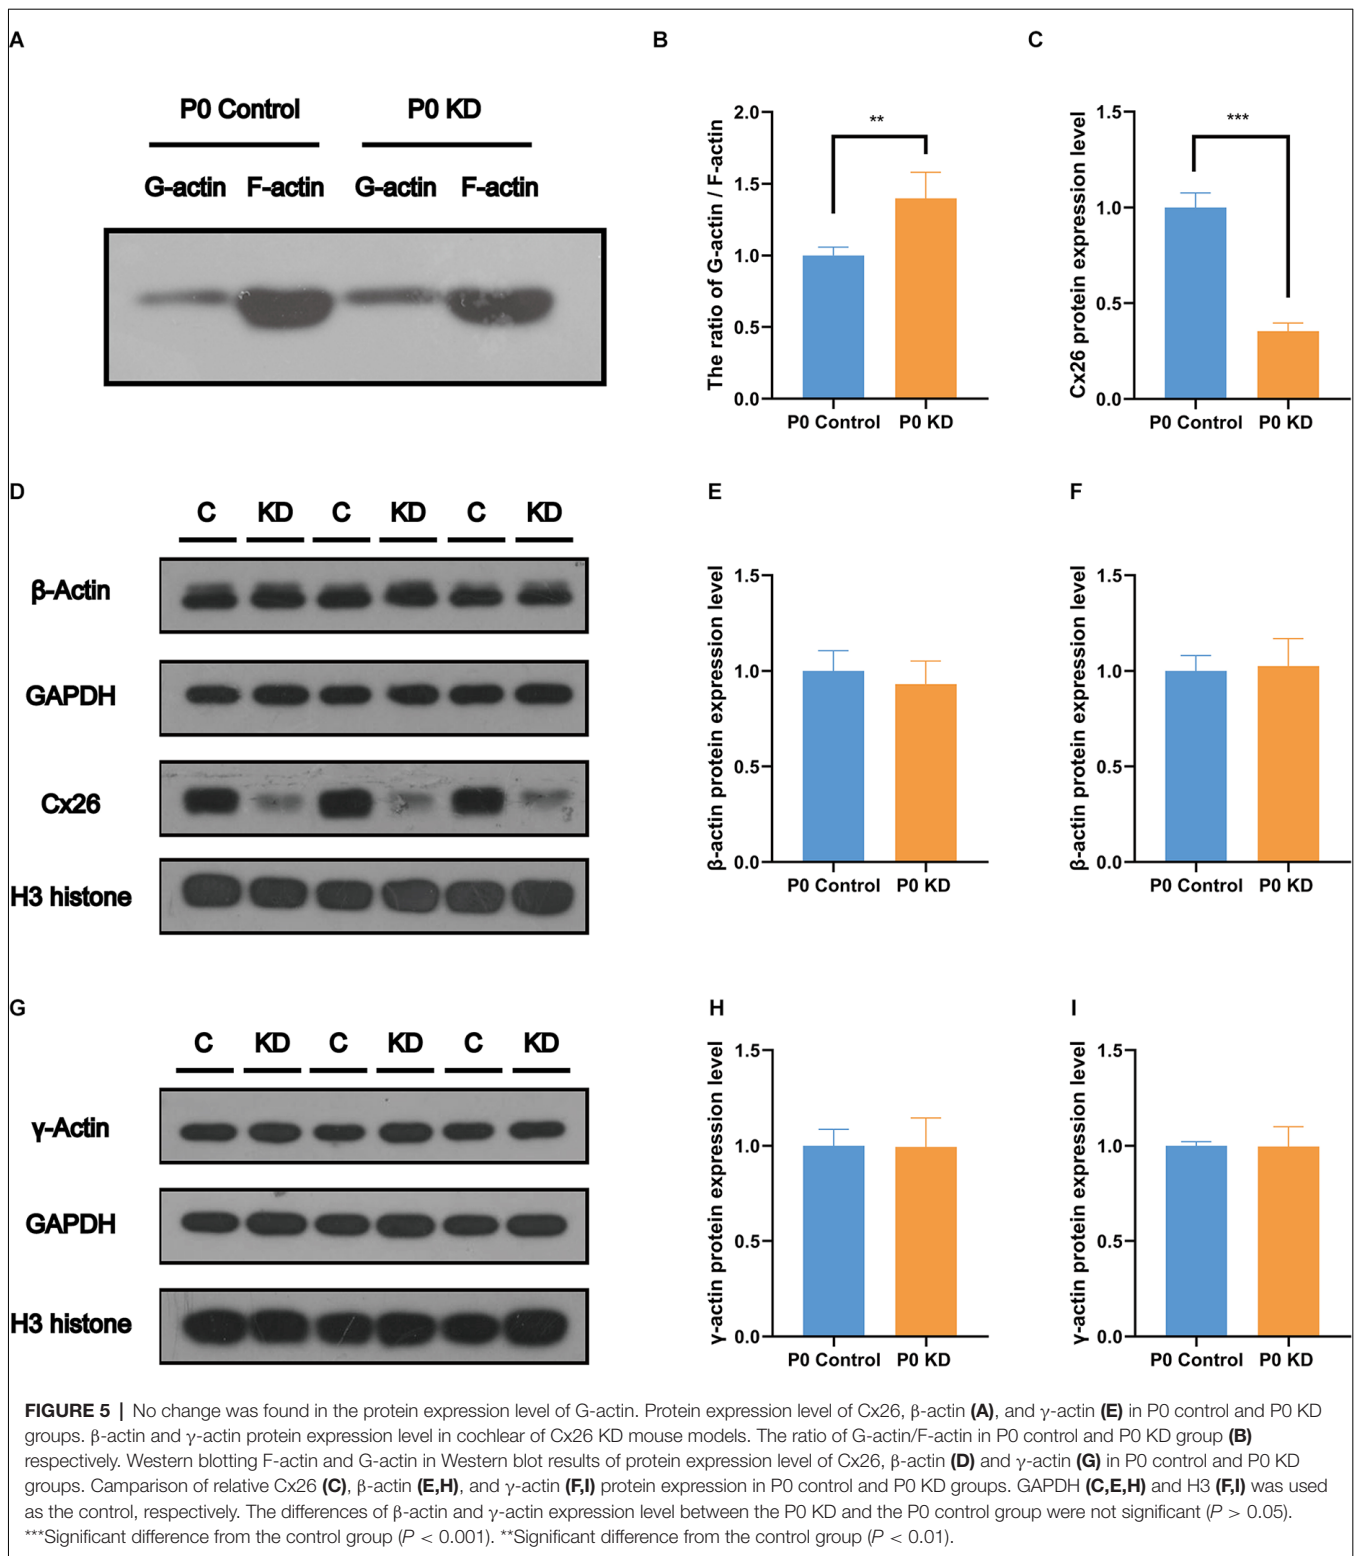 A
P0 Control
P0 KD
G-actin
F-actin
G-actin
F-actin
B
The ratio of G-actin / F-actin
2.0
1.5
1.0
0.5
0.0
**
P0 Control
P0 KD
C
Cx26 protein expression level
1.5
1.0
0.5
0.0
***
P0 Control
P0 KD
D
C
KD
C
KD
C
KD
β-Actin
GAPDH
Cx26
H3 histone
E
β-actin protein expression level
1.5
1.0
0.5
0.0
P0 Control
P0 KD
F
β-actin protein expression level
1.5
1.0
0.5
0.0
P0 Control
P0 KD
G
C
KD
C
KD
C
KD
γ-Actin
GAPDH
H3 histone
H
γ-actin protein expression level
1.5
1.0
0.5
0.0
P0 Control
P0 KD
I
γ-actin protein expression level
1.5
1.0
0.5
0.0
P0 Control
P0 KD
FIGURE 5 | No change was found in the protein expression level of G-actin. Protein expression level of Cx26, β-actin (A), and γ-actin (E) in P0 control and P0 KD
groups. β-actin and γ-actin protein expression level in cochlear of Cx26 KD mouse models. The ratio of G-actin/F-actin in P0 control and P0 KD group (B)
respectively. Western blotting F-actin and G-actin in Western blot results of protein expression level of Cx26, β-actin (D) and γ-actin (G) in P0 control and P0 KD
groups. Comparison of relative Cx26 (C), β-actin (E,H), and γ-actin (F,I) protein expression in P0 control and P0 KD groups. GAPDH (C,E,H) and H3 (F,I) was used
as the control, respectively. The differences of β-actin and γ-actin expression level between the P0 KD and the P0 control group were not significant (P > 0.05).
***Significant difference from the control group (P < 0.001). **Significant difference from the control group (P < 0.01).